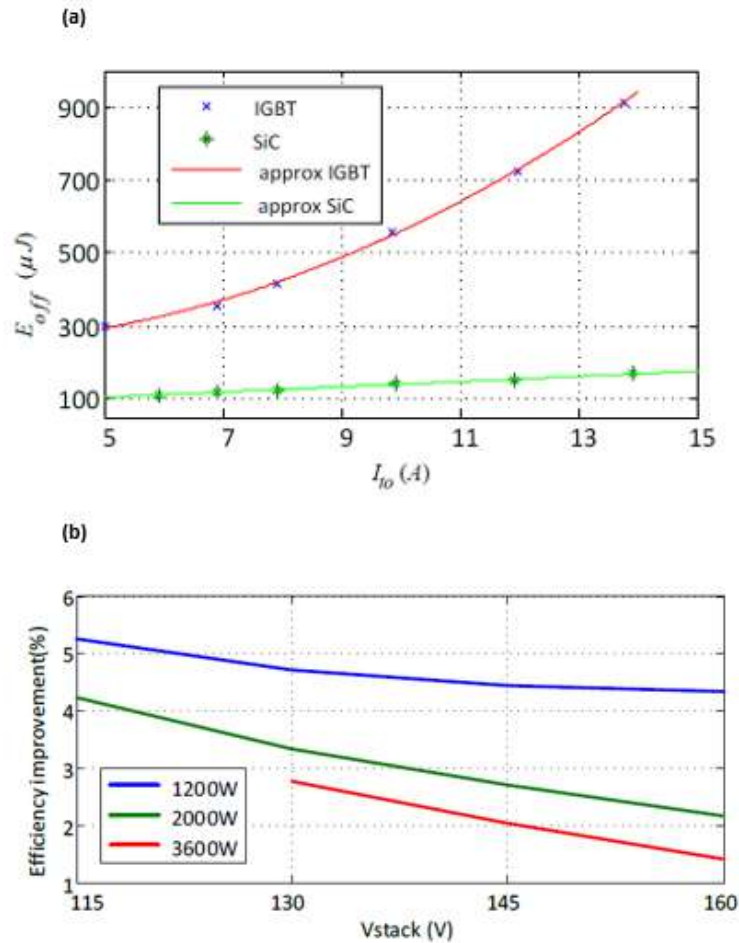 (a)
900
700
500
300
100
E_off (μJ)
IGBT
SiC
approx IGBT
approx SiC
5 7 9 11 13 15
I_to (A)
(b)
6
5
4
3
2
1
Efficiency improvement(%)
1200W
2000W
3600W
115 130 145 160
Vstack (V)